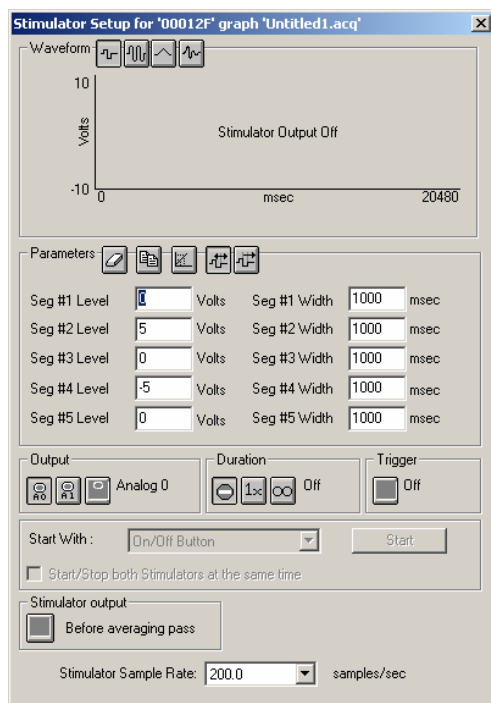 Stimulator Setup for '00012F' graph 'Untitled1.acq'
Waveform
10
Volts
Stimulator Output Off
-10
0 msec 20480
Parameters
Seg #1 Level 0 Volts Seg #1 Width 1000 msec
Seg #2 Level 5 Volts Seg #2 Width 1000 msec
Seg #3 Level 0 Volts Seg #3 Width 1000 msec
Seg #4 Level -5 Volts Seg #4 Width 1000 msec
Seg #5 Level 0 Volts Seg #5 Width 1000 msec
Output Duration Trigger
A0 A1 Analog 0 1x Off Off
Start With : On/Off Button Start
Start/Stop both Stimulators at the same time
Stimulator output
Before averaging pass
Stimulator Sample Rate: 200.0 samples/sec